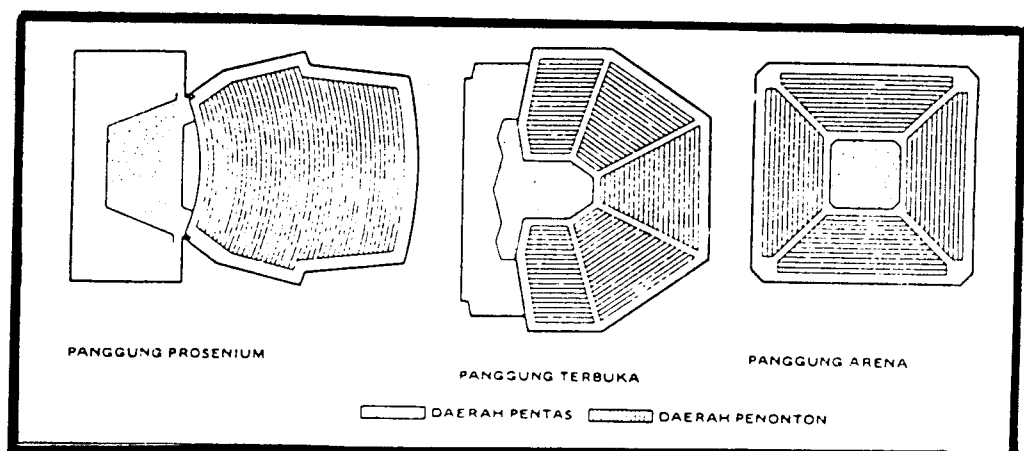 PANGGUNG PROSENIUM
PANGGUNG TERBUKA
PANGGUNG ARENA
DAERAH PENTAS
DAERAH PENONTON